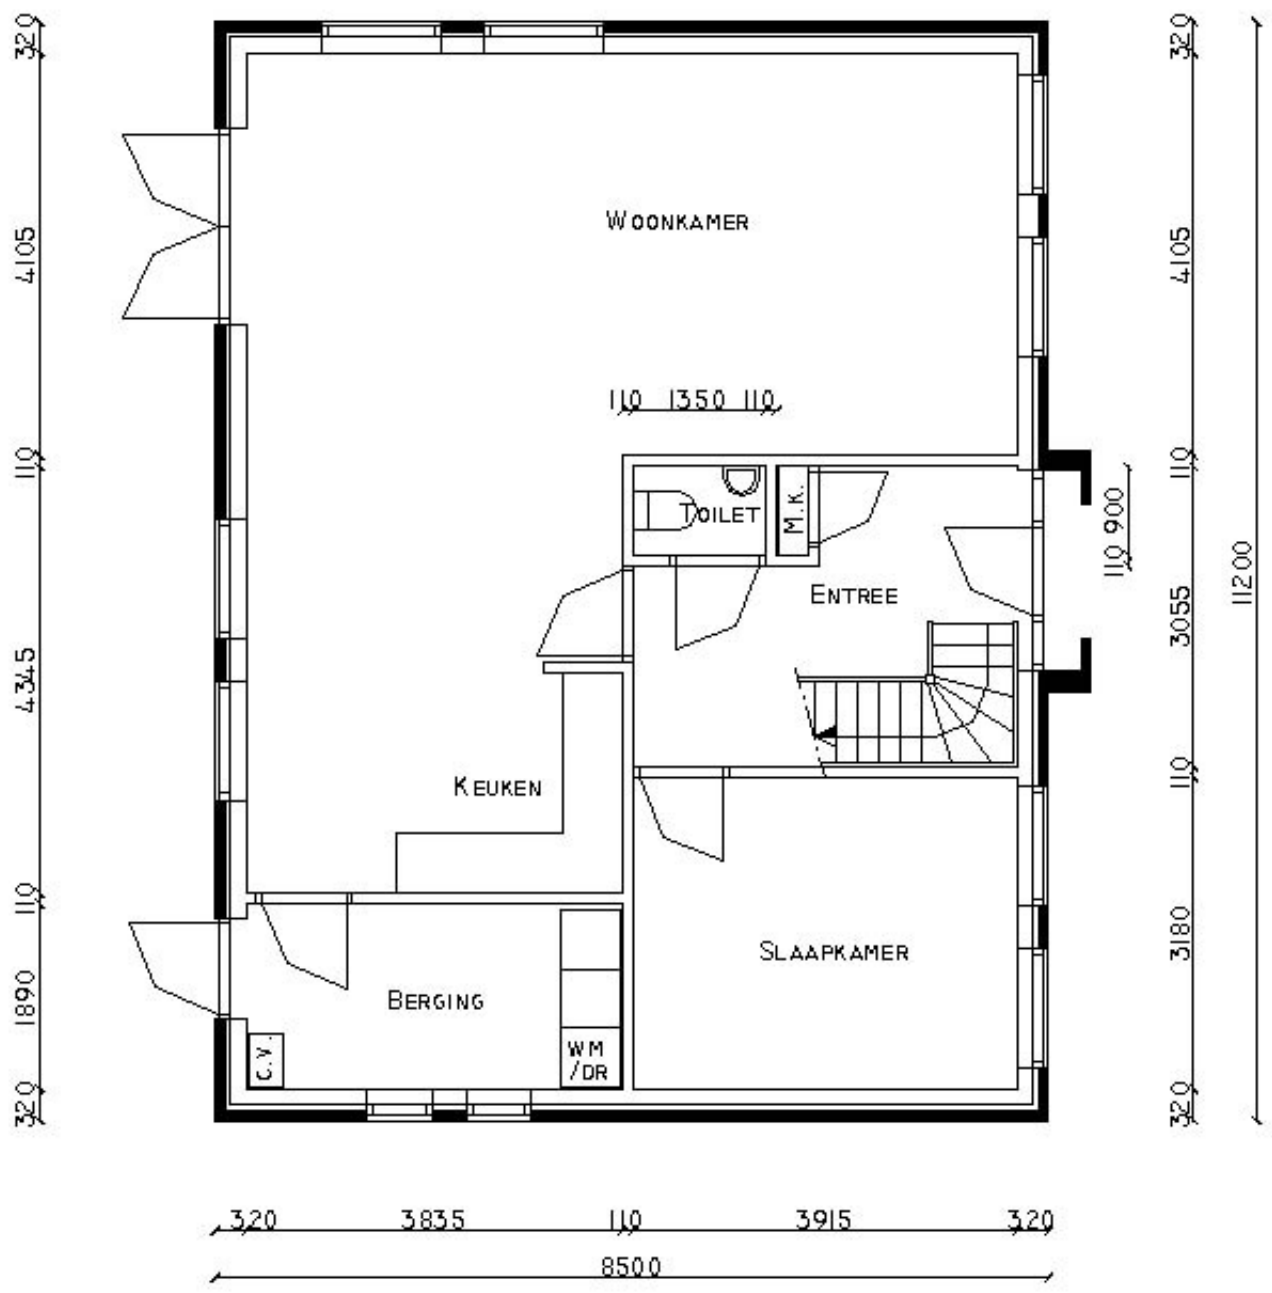 320
320
WOONKAMER
4105
4105
110 1350 110
110
110
TOILET
M.K.
110 900
ENTREE
11200
3055
4345
KEUKEN
110
110
SLAAPKAMER
3180
BERGING
1890
C.V.
WM
/DR
320
320
320 3835 110 3915 320
8500